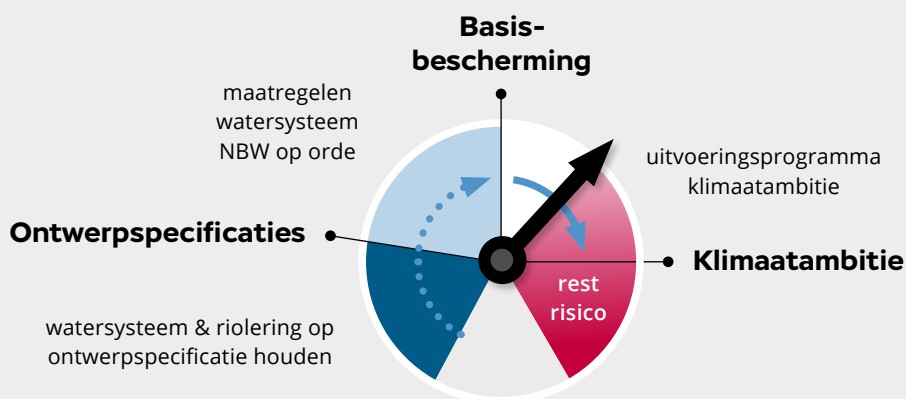 Basis-
bescherming
maatregelen
watersysteem
NBW op orde
uitvoeringsprogramma
klimaatambitie
Ontwerpspecificaties
Klimaatambitie
rest
risico
watersysteem & riolering op
ontwerpspecificatie houden